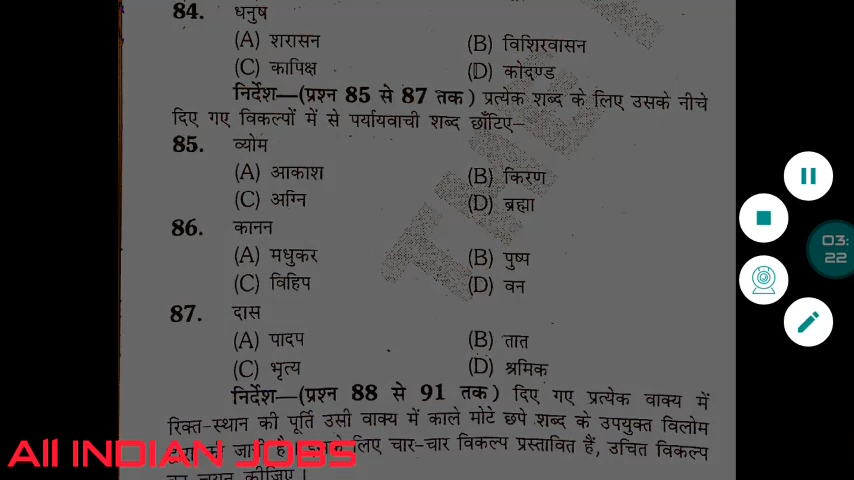 84. धनुष
(A) शरासन (B) विशिरवासन
(C) कापिक्ष (D) कोदण्ड
निर्देश—(प्रश्न 85 से 87 तक) प्रत्येक शब्द के लिए उसके नीचे
दिए गए विकल्पों में से पर्यायवाची शब्द छाँटिए-
85. व्योम
(A) आकाश (B) किरण
(C) अग्नि (D) ब्रह्मा
86. कानन
(A) मधुकर (B) पुष्प
(C) विहिप (D) वन
87. दास
(A) पादप (B) तात
(C) भृत्य (D) श्रमिक
निर्देश—(प्रश्न 88 से 91 तक) दिए गए प्रत्येक वाक्य में
रिक्त-स्थान की पूर्ति उसी वाक्य में काले मोटे छपे शब्द के उपयुक्त विलोम
जानी है। लिए चार-चार विकल्प प्रस्तावित हैं, उचित विकल्प
चयन कीजिए।
All INDIAN JOBS
03:
22